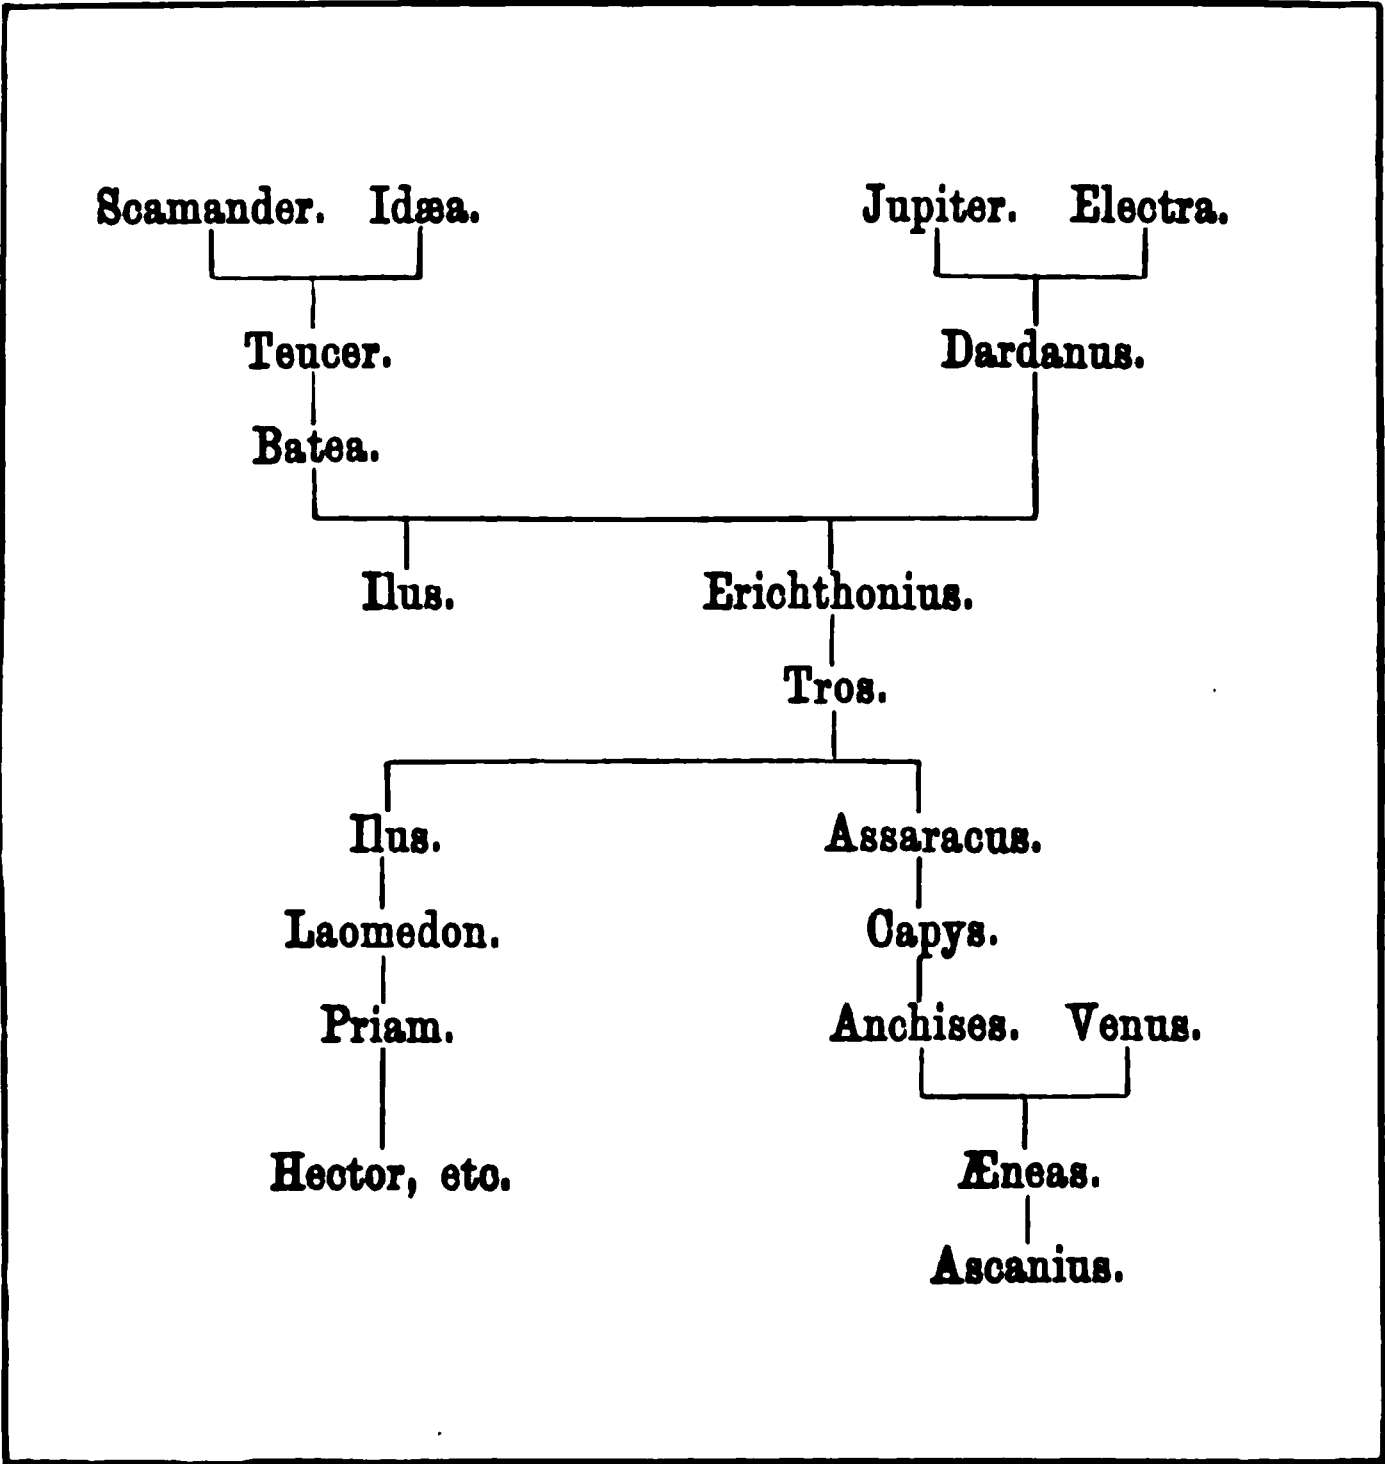 Scamander. Idæa. Jupiter. Electra.
Teucer. Dardanus.
Batea.
Ilus. Erichthonius.
Tros.
Ilus. Assaracus.
Laomedon. Capys.
Priam. Anchises. Venus.
Hector, etc. Æneas.
Ascanius.